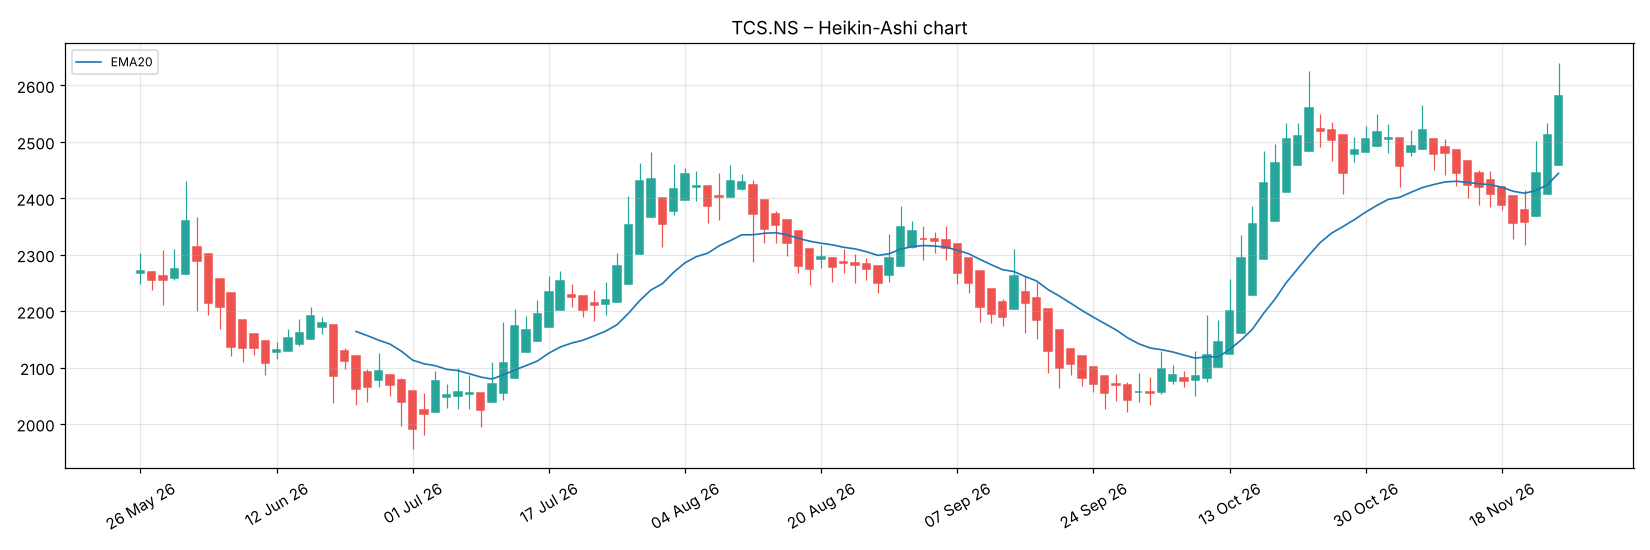 TCS.NS – Heikin-Ashi chart
EMA20
2600
2500
2400
2300
2200
2100
2000
26 May 26
12 Jun 26
01 Jul 26
17 Jul 26
04 Aug 26
20 Aug 26
07 Sep 26
24 Sep 26
13 Oct 26
30 Oct 26
18 Nov 26